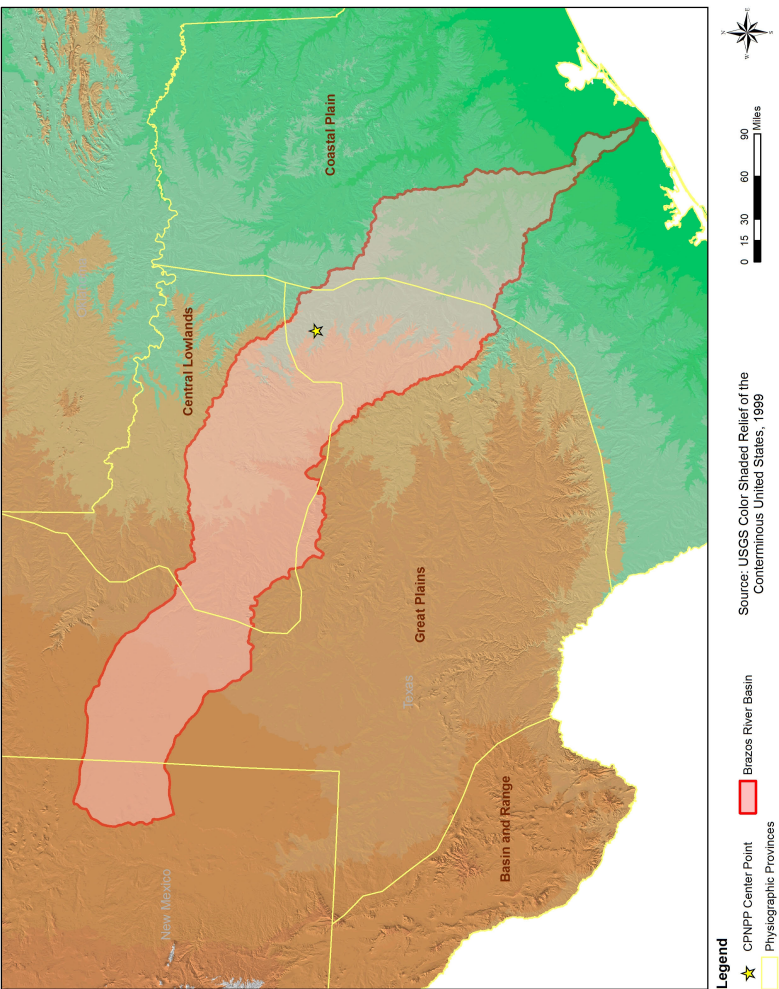 Coastal Plain
Central Lowlands
Great Plains
Texas
Basin and Range
New Mexico
N
E
S
W
0 15 30 60 90
Miles
Source: USGS Color Shaded Relief of the
Conterminous United States, 1999
Legend
CPNPP Center Point
Brazos River Basin
Physiographic Provinces